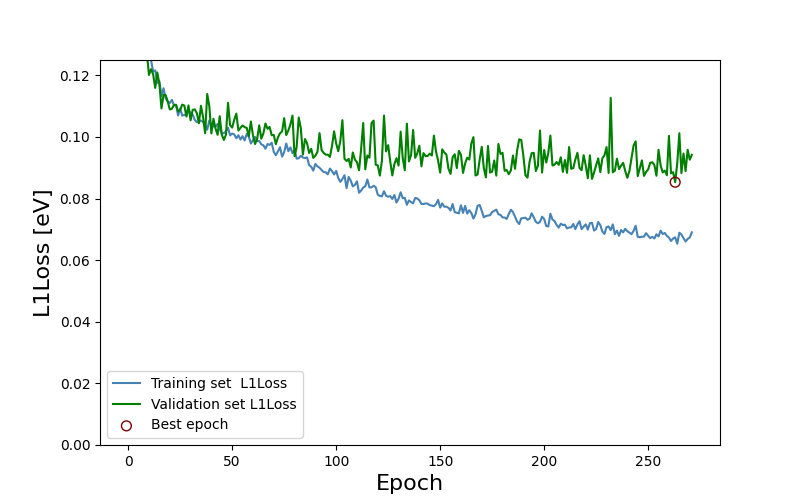 0.12
0.10
0.08
0.06
0.04
0.02
0.00
L1Loss [eV]
Training set  L1Loss
Validation set L1Loss
Best epoch
0 50 100 150 200 250
Epoch